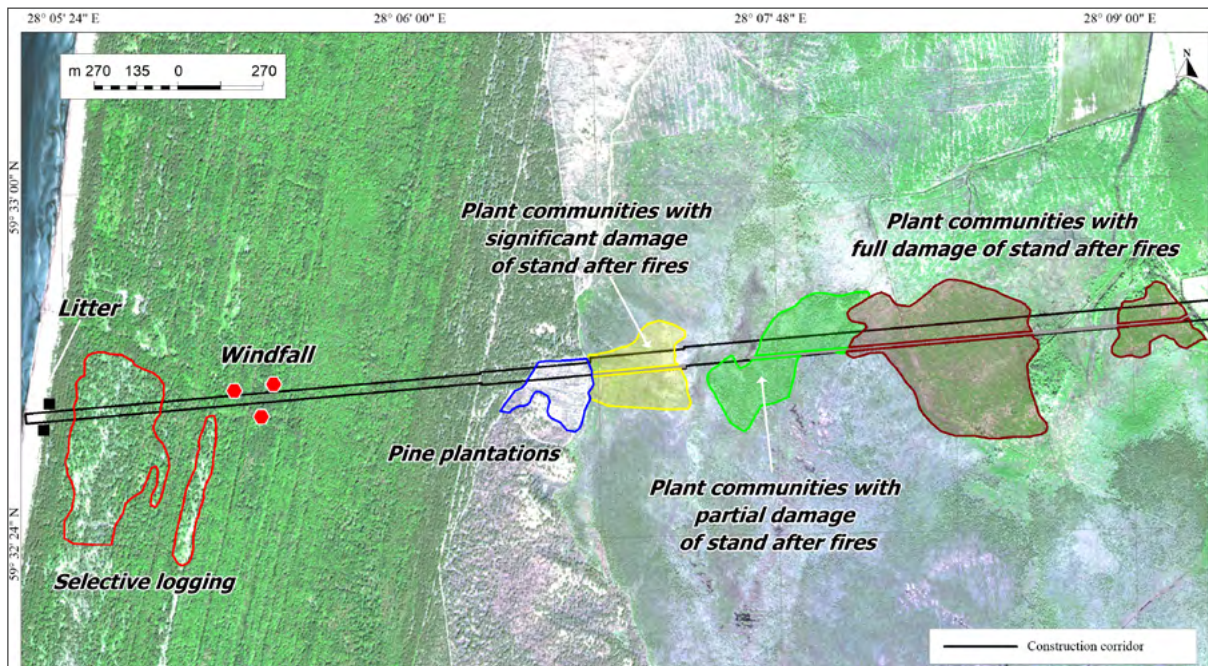 28° 05' 24" E
28° 06' 00" E
28° 07' 48" E
28° 09' 00" E
m 270 135 0 270
N
59° 33' 00" N
Plant communities with
significant damage
of stand after fires
Plant communities with
full damage of stand after fires
Litter
Windfall
Pine plantations
Plant communities with
partial damage
of stand after fires
59° 32' 24" N
Selective logging
Construction corridor